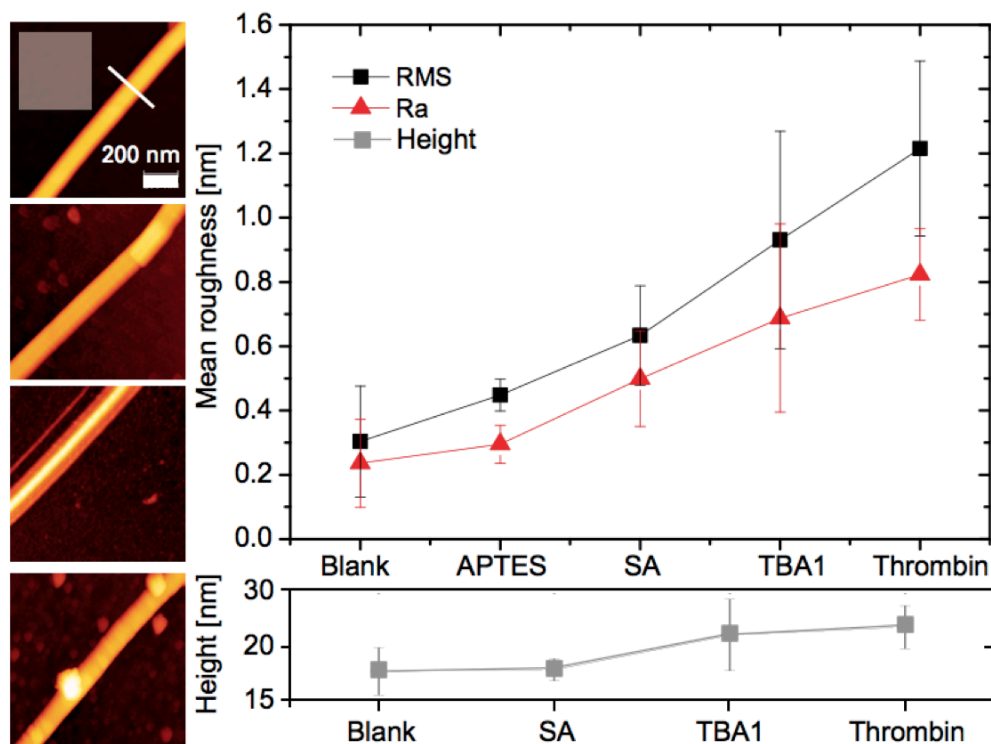 200 nm
Mean roughness [nm]
1.6
1.4
1.2
1.0
0.8
0.6
0.4
0.2
0.0
RMS
Ra
Height
Blank APTES SA TBA1 Thrombin
Height [nm]
30
20
15
Blank SA TBA1 Thrombin